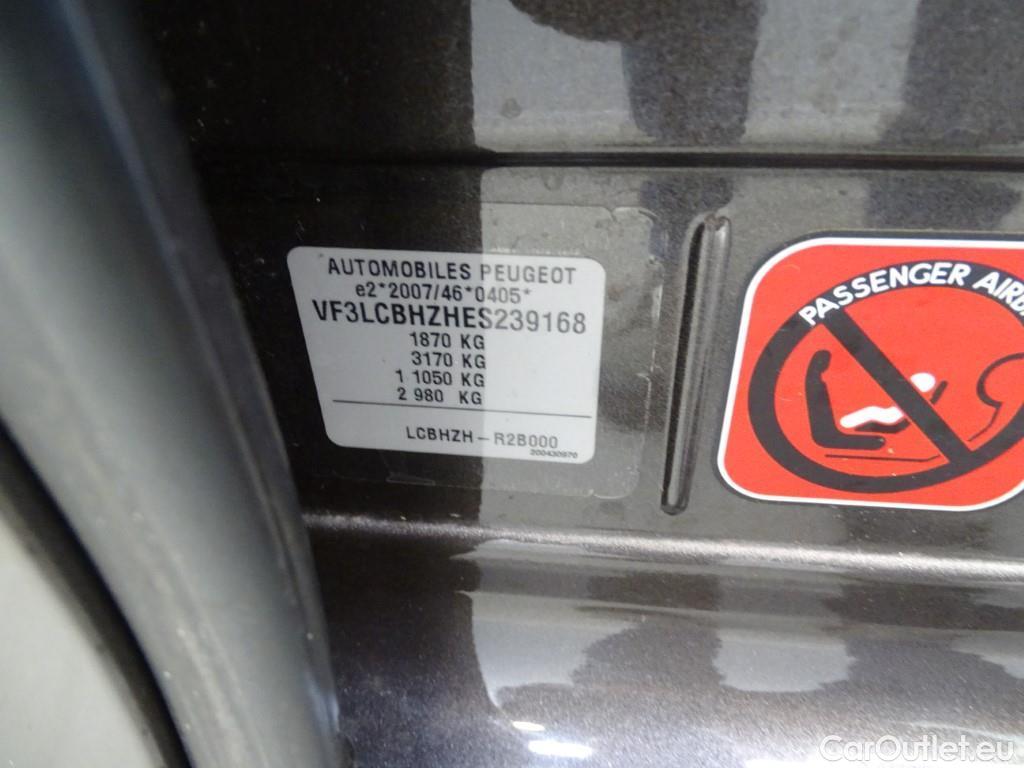 AUTOMOBILES PEUGEOT
e2*2007/46*0405*
VF3LCBHZHES239168
1870 KG
3170 KG
1 1050 KG
2 980 KG
LCBHZH – R2B000
200430970
PASSENGER
CarOutlet.eu